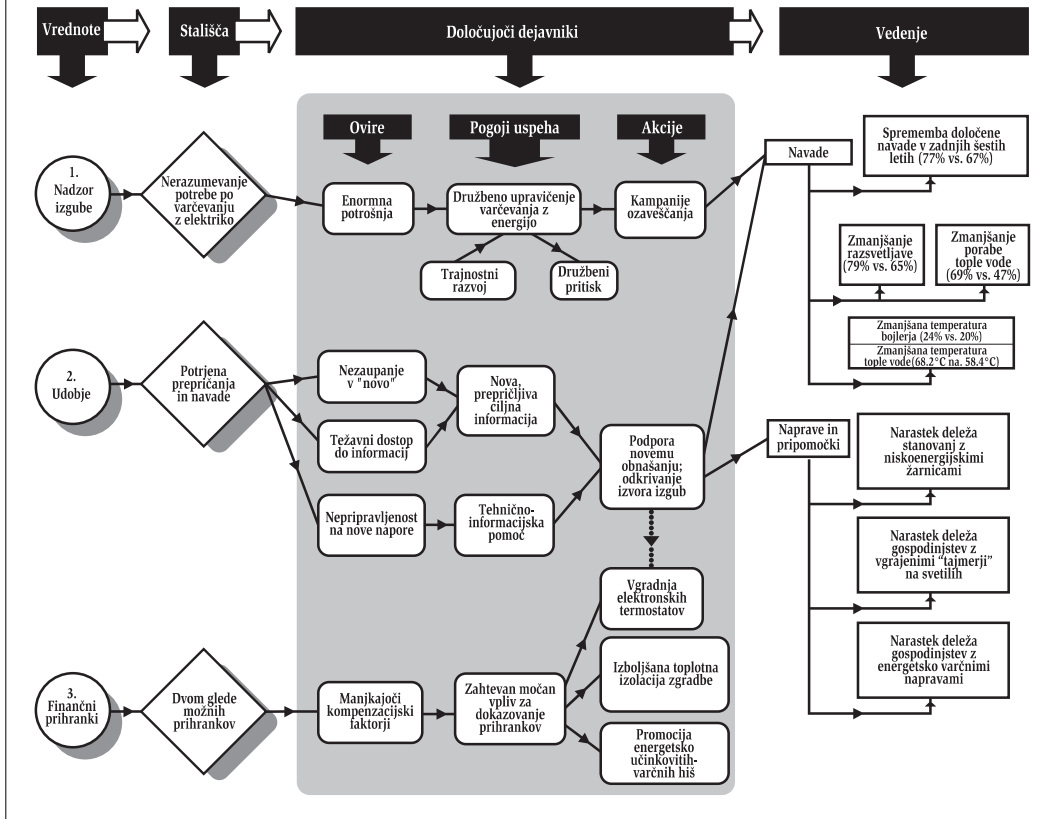 Vrednote
Stališča
Določujoči dejavniki
Vedenje
Ovire
Pogoji uspeha
Akcije
1.
Nadzor
izgube
Nerazumevanje
potrebe po
varčevanju
z elektriko
Enormna
potrošnja
Družbeno upravičenje
varčevanja z
energijo
Kampanije
ozaveščanja
Trajnostni
razvoj
Družbeni
pritisk
Navade
Sprememba določene
navade v zadnjih šestih
letih (77% vs. 67%)
Zmanjšanje
razsvetljave
(79% vs. 65%)
Zmanjšanje
porabe
tople vode
(69% vs. 47%)
Zmanjšana temperatura
bojlerja (24% vs. 20%)
Zmanjšana temperatura
tople vode(68.2°C na. 58.4°C)
2.
Udobje
Potrjena
prepričanja
in navade
Nezaupanje
v "novo"
Težavni dostop
do informacij
Nepripravljenost
na nove napore
Nova,
prepričljiva
ciljna
informacija
Tehnično-
informacijska
pomoč
Podpora
novemu
obnašanju;
odkrivanje
izvora izgub
Naprave in
pripomočki
Narastek deleža
stanovanj z
niskoenergijskimi
žarnicami
Narastek deleža
gospodinjstev z
vgrajenimi “tajmerji”
na svetilih
Narastek deleža
gospodinjstev z
energetsko varčnimi
napravami
3.
Finančni
prihranki
Dvom glede
možnih
prihrankov
Manjkajoči
kompenzacijski
faktorji
Zahtevan močan
vpliv za
dokazovanje
prihrankov
Vgradnja
elektronskih
termostatov
Izboljšana toplotna
izolacija zgradbe
Promocija
energetsko
učinkovitih-
varčnih hiš